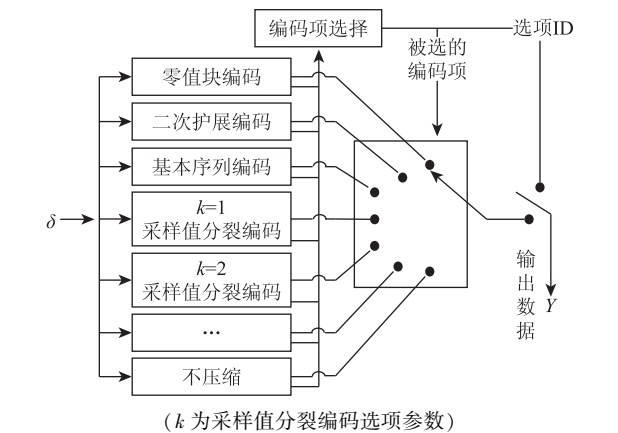 编码项选择
选项ID
被选的
编码项
零值块编码
二次扩展编码
基本序列编码
k=1
采样值分裂编码
δ
k=2
采样值分裂编码
…
不压缩
输
出
数
据
Y
(k 为采样值分裂编码选项参数)